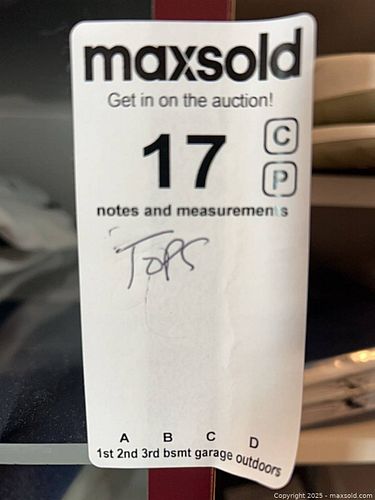 maxsold
Get in on the auction!
17
C
P
notes and measurements
Tops
A B C D
1st 2nd 3rd bsmt garage outdoors
Copyright 2025 - maxsold.com